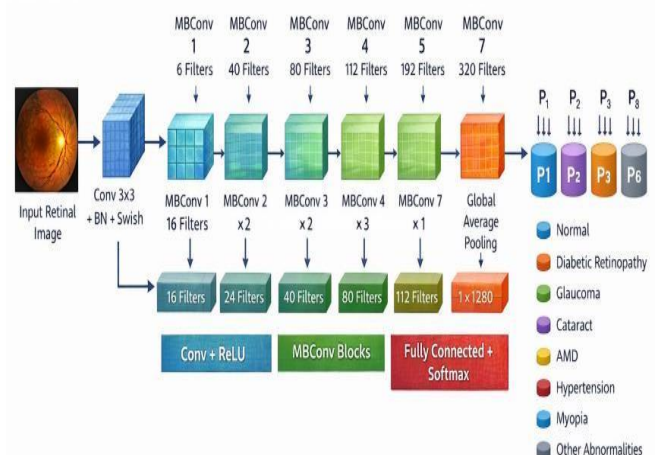 MBConv
1
6 Filters
MBConv
2
40 Filters
MBConv
3
80 Filters
MBConv
4
112 Filters
MBConv
5
192 Filters
MBConv
7
320 Filters
Input Retinal
Image
Conv 3x3
+ BN + Swish
MBConv 1
16 Filters
MBConv 2
x2
MBConv 3
x2
MBConv 4
x3
MBConv 7
x1
Global
Average
Pooling
16 Filters
24 Filters
40 Filters
80 Filters
112 Filters
1 x 1280
Conv + ReLU
MBConv Blocks
Fully Connected +
Softmax
P1 P2 P3 P8
P1 P2 P3 P6
Normal
Diabetic Retinopathy
Glaucoma
Cataract
AMD
Hypertension
Myopia
Other Abnormalities